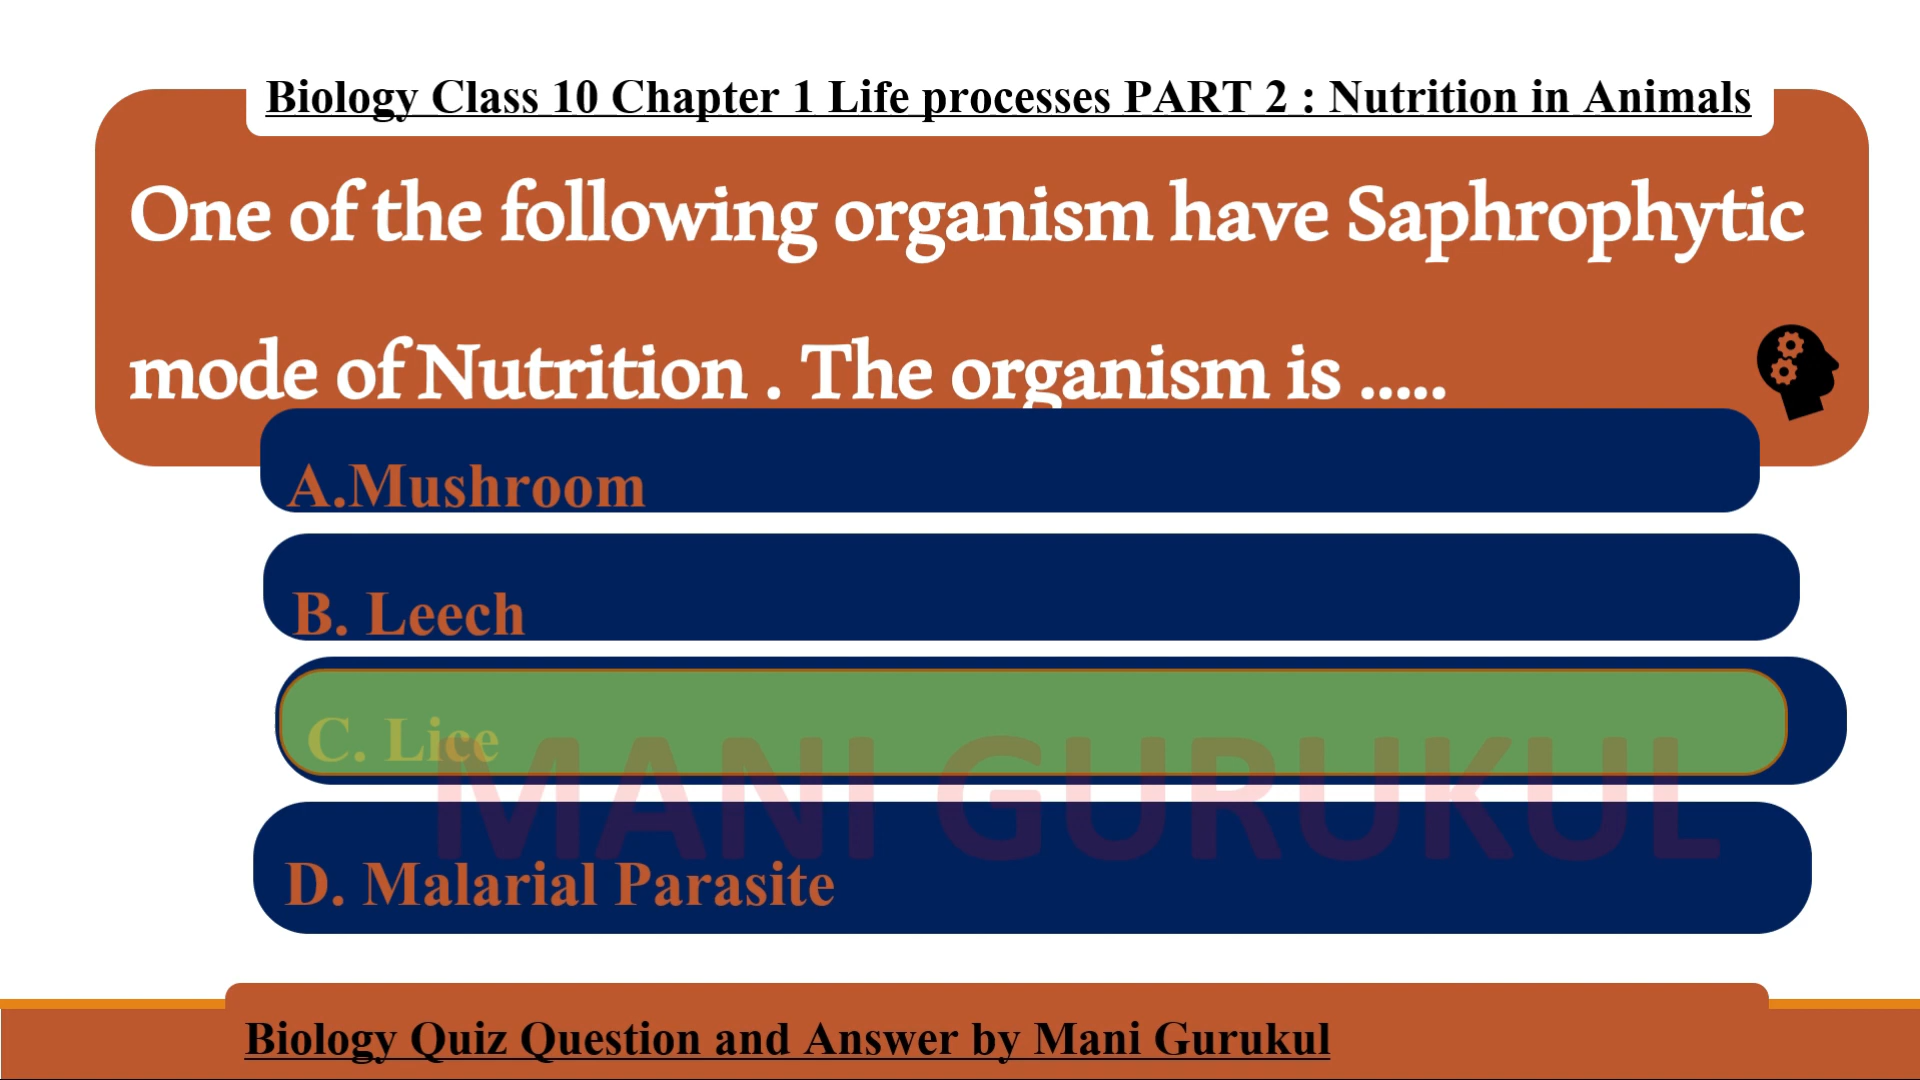 Biology Class 10 Chapter 1 Life processes PART 2 : Nutrition in Animals
One of the following organism have Saphrophytic
mode of Nutrition . The organism is .....
A.Mushroom
B. Leech
C. Lice
MANI GURUKUL
D. Malarial Parasite
Biology Quiz Question and Answer by Mani Gurukul